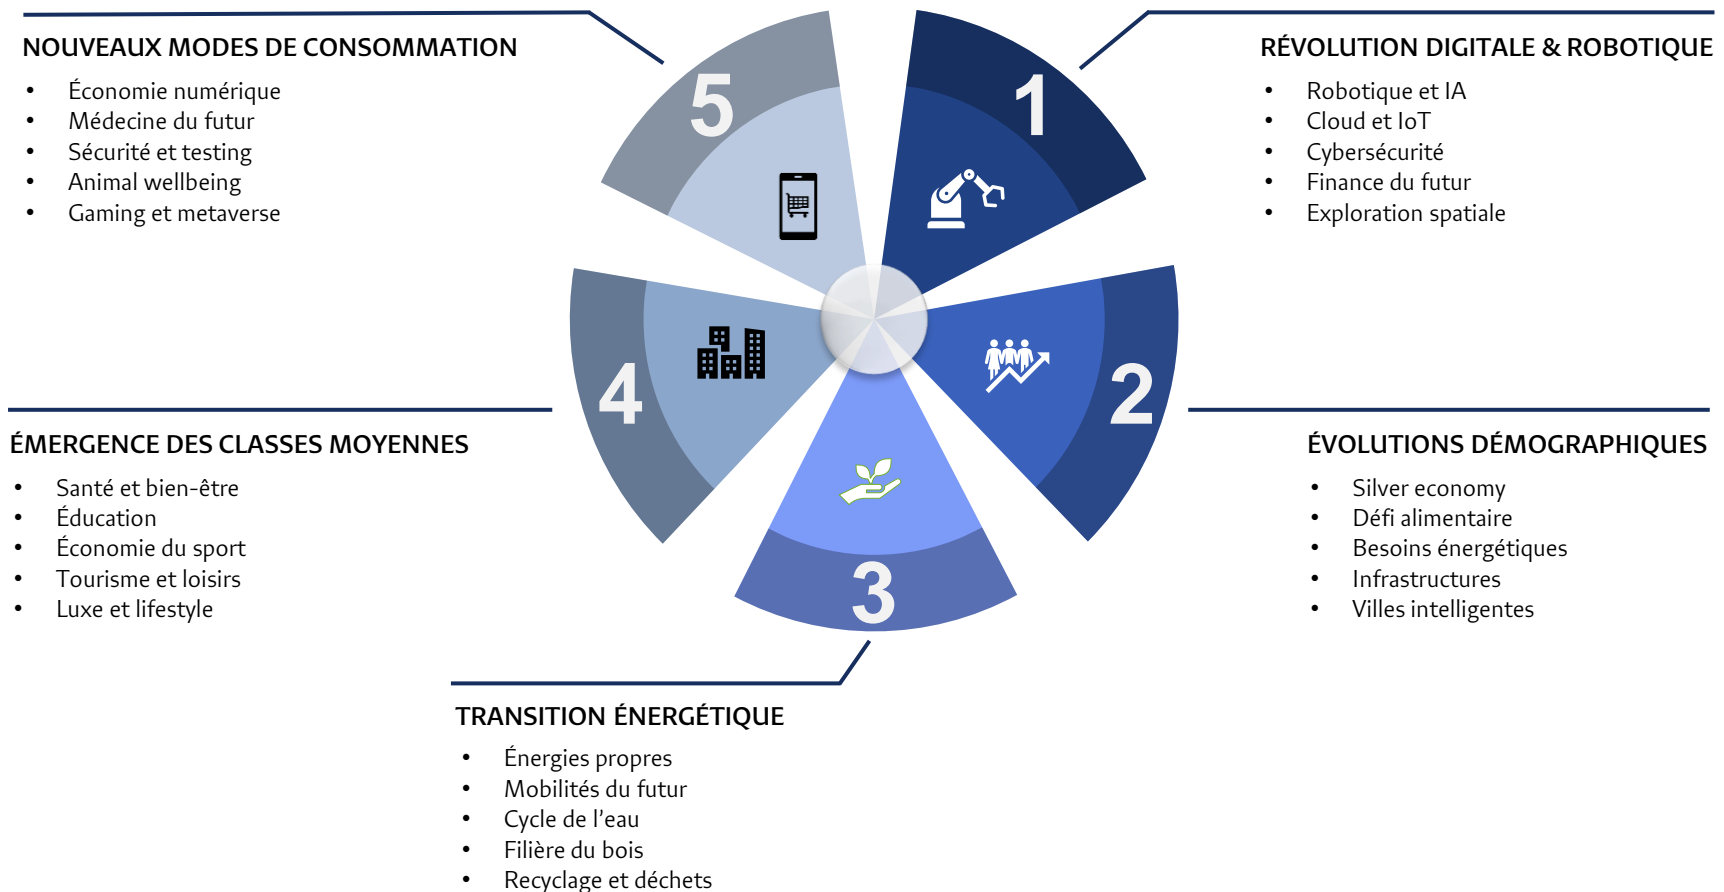 NOUVEAUX MODES DE CONSOMMATION
• Économie numérique
• Médecine du futur
• Sécurité et testing
• Animal wellbeing
• Gaming et metaverse
5
1
RÉVOLUTION DIGITALE & ROBOTIQUE
• Robotique et IA
• Cloud et IoT
• Cybersécurité
• Finance du futur
• Exploration spatiale
4
2
ÉMERGENCE DES CLASSES MOYENNES
• Santé et bien-être
• Éducation
• Économie du sport
• Tourisme et loisirs
• Luxe et lifestyle
ÉVOLUTIONS DÉMOGRAPHIQUES
• Silver economy
• Défi alimentaire
• Besoins énergétiques
• Infrastructures
• Villes intelligentes
3
TRANSITION ÉNERGÉTIQUE
• Énergies propres
• Mobilités du futur
• Cycle de l'eau
• Filière du bois
• Recyclage et déchets